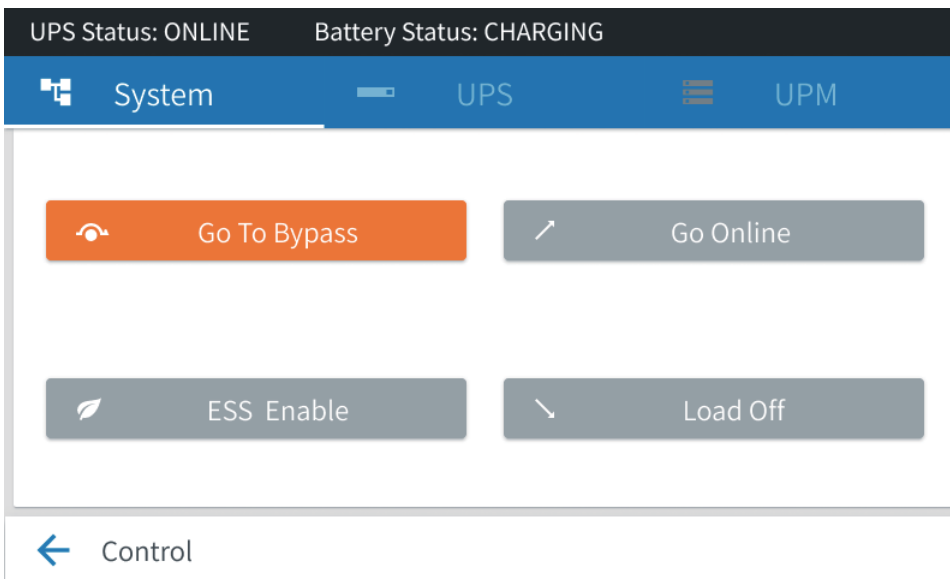 UPS Status: ONLINE Battery Status: CHARGING
System UPS UPM
Go To Bypass Go Online
ESS Enable Load Off
Control